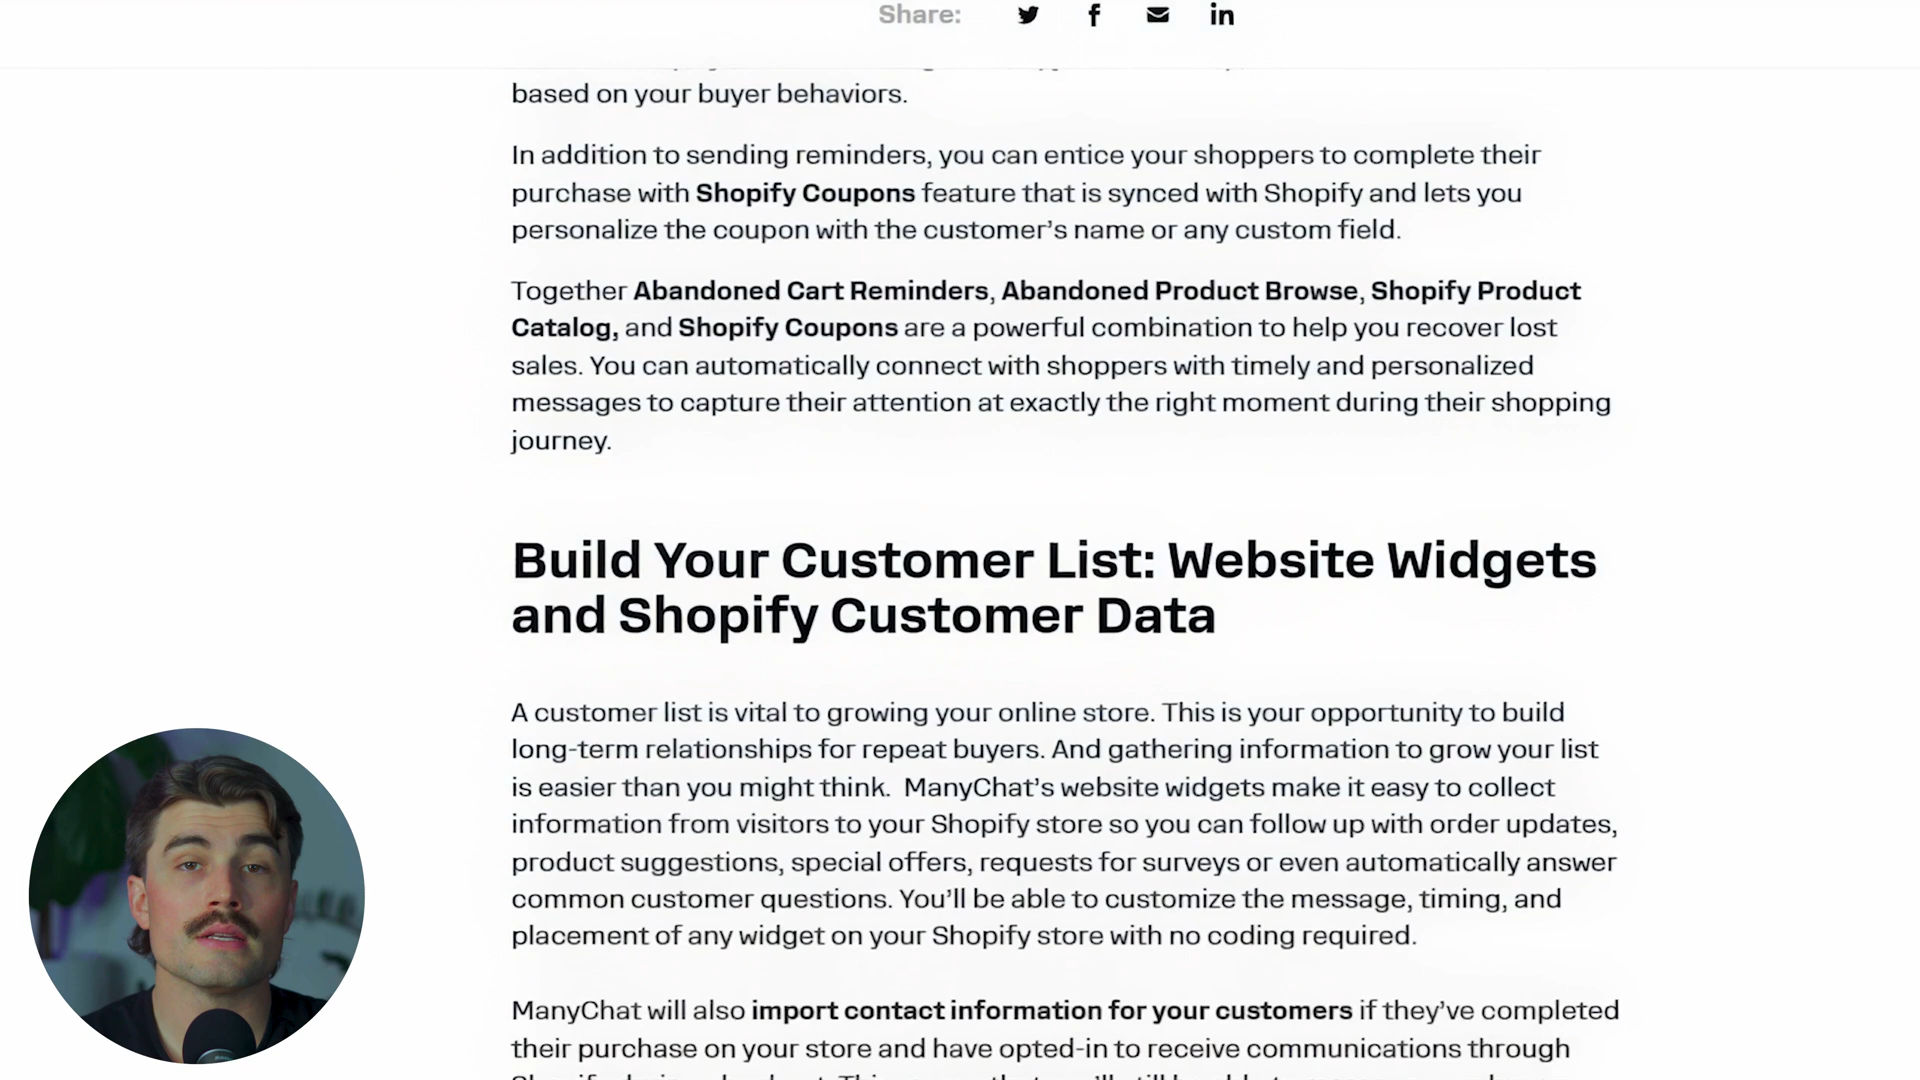 Share:
based on your buyer behaviors.
In addition to sending reminders, you can entice your shoppers to complete their
purchase with Shopify Coupons feature that is synced with Shopify and lets you
personalize the coupon with the customer’s name or any custom field.
Together Abandoned Cart Reminders, Abandoned Product Browse, Shopify Product
Catalog, and Shopify Coupons are a powerful combination to help you recover lost
sales. You can automatically connect with shoppers with timely and personalized
messages to capture their attention at exactly the right moment during their shopping
journey.
Build Your Customer List: Website Widgets
and Shopify Customer Data
A customer list is vital to growing your online store. This is your opportunity to build
long-term relationships for repeat buyers. And gathering information to grow your list
is easier than you might think. ManyChat’s website widgets make it easy to collect
information from visitors to your Shopify store so you can follow up with order updates,
product suggestions, special offers, requests for surveys or even automatically answer
common customer questions. You’ll be able to customize the message, timing, and
placement of any widget on your Shopify store with no coding required.
ManyChat will also import contact information for your customers if they’ve completed
their purchase on your store and have opted-in to receive communications through